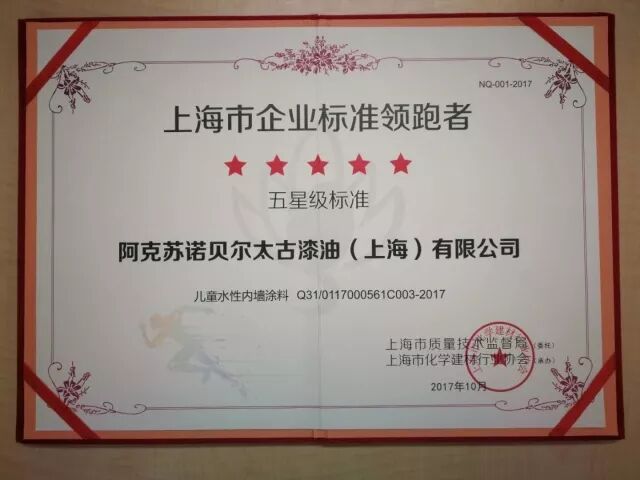 NQ-001-2017
上海市企业标准领跑者
五星级标准
阿克苏诺贝尔太古漆油（上海）有限公司
儿童水性内墙涂料 Q31/0117000561C003-2017
上海市质量技术监督局（委托）
上海市化学建材行业协会（承办）
2017年10月